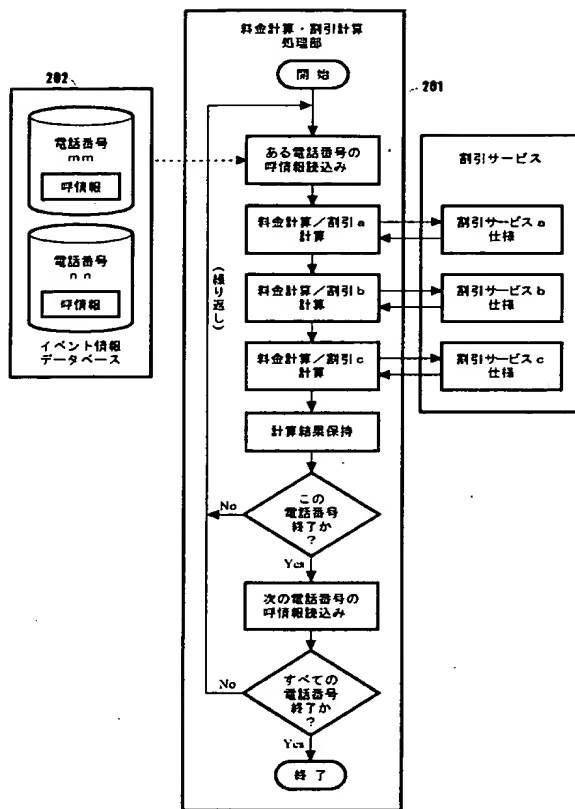 料金計算・割引計算
処理部
202
201
開始
電話番号
mm
呼情報
ある電話番号の
呼情報読込み
割引サービス
料金計算/割引a
計算
割引サービスa
仕様
電話番号
nn
呼情報
(繰り返し)
料金計算/割引b
計算
割引サービスb
仕様
イベント情報
データベース
料金計算/割引c
計算
割引サービスc
仕様
計算結果保持
No
この
電話番号
終了か
?
Yes
次の電話番号の
呼情報読込み
No
すべての
電話番号
終了か
?
Yes
終了